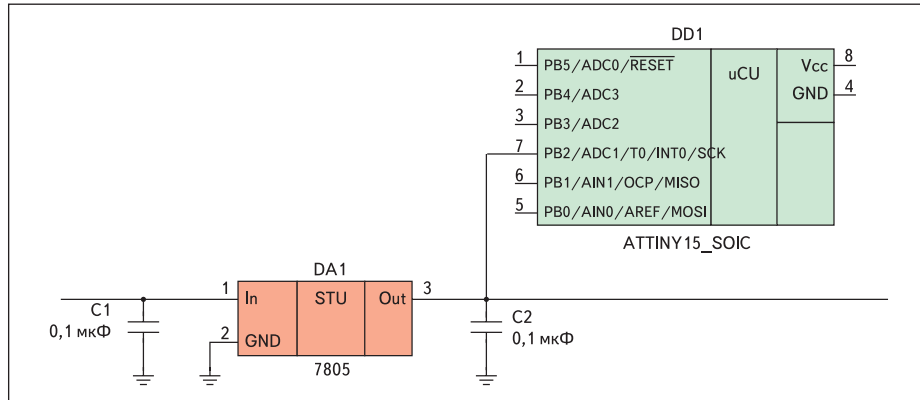 DD1
1 PB5/ADC0/RESET uCU Vcc 8
2 PB4/ADC3 GND 4
3 PB3/ADC2
7 PB2/ADC1/T0/INT0/SCK
6 PB1/AIN1/OCP/MISO
5 PB0/AIN0/AREF/MOSI
ATTINY15_SOIC
DA1
1 In STU Out 3
C1
0,1 мкФ
2 GND
7805
C2
0,1 мкФ